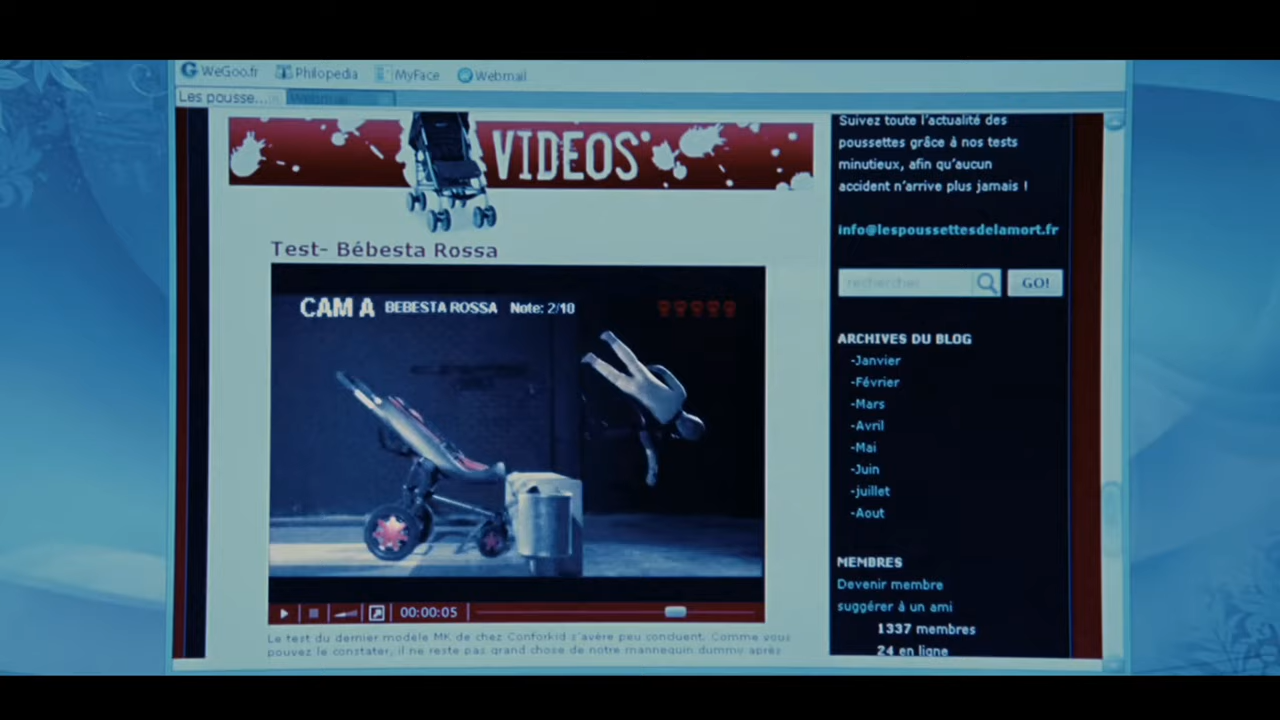 WeGoo.fr Philopedia MyFace Webmail
Les pousse...
VIDEOS
Test- Bébesta Rossa
CAM A BEBESTA ROSSA Note: 2/10
00:00:05
Le test du dernier modèle MK de chez Conforkid s'avère peu concluent. Comme vous
pouvez le constater, il ne reste pas grand chose de notre mannequin dummy après
Suivez toute l'actualité des
poussettes grâce à nos tests
minutieux, afin qu'aucun
accident n'arrive plus jamais !
info@lespoussettesdelamort.fr
rechercher GO!
ARCHIVES DU BLOG
-Janvier
-Février
-Mars
-Avril
-Mai
-Juin
-juillet
-Aout
MEMBRES
Devenir membre
suggérer à un ami
1337 membres
24 en ligne